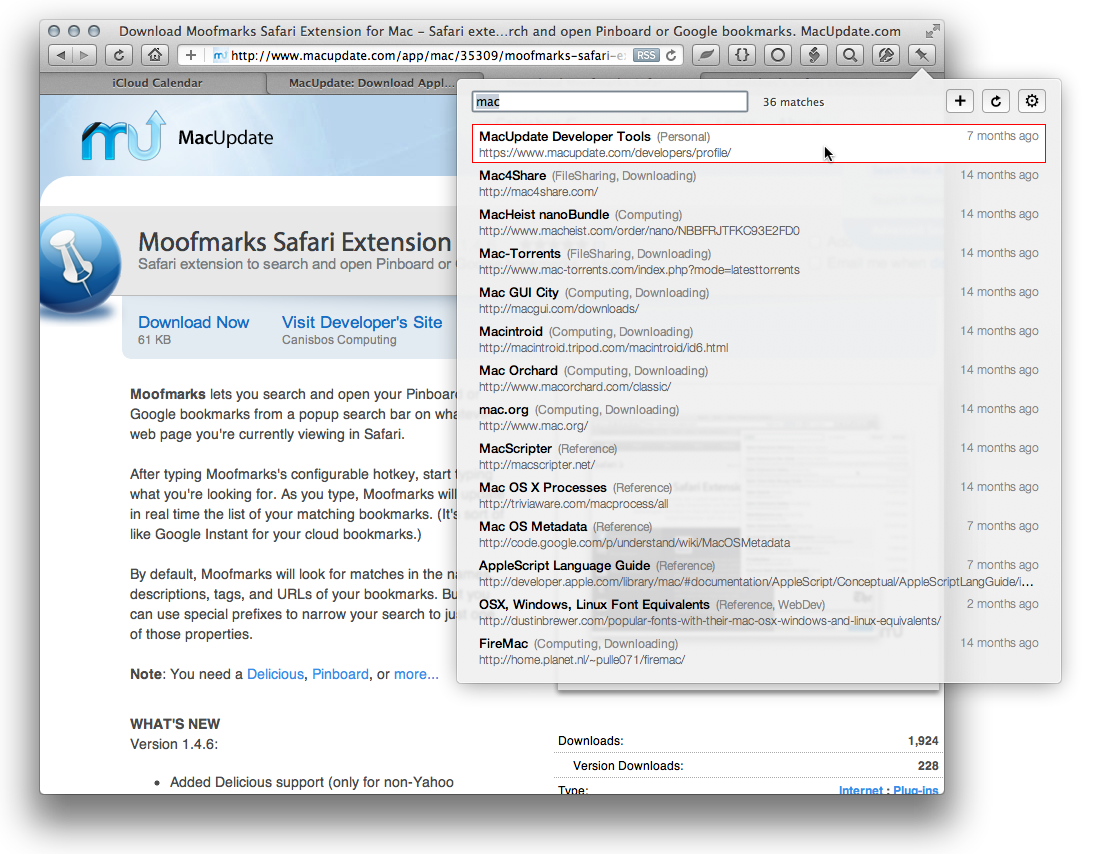 Download Moofmarks Safari Extension for Mac – Safari exte...rch and open Pinboard or Google bookmarks. MacUpdate.com
http://www.macupdate.com/app/mac/35309/moofmarks-safari-e
RSS
iCloud Calendar
MacUpdate: Download Appl...
MacUpdate
Moofmarks Safari Extension
Safari extension to search and open Pinboard or
Download Now
61 KB
Visit Developer's Site
Canisbos Computing
Moofmarks lets you search and open your Pinboard or
Google bookmarks from a popup search bar on
web page you're currently viewing in Safari.
After typing Moofmarks's configurable hotkey, start
what you're looking for. As you type, Moofmarks will
in real time the list of your matching bookmarks. (It's sort of
like Google Instant for your cloud bookmarks.)
By default, Moofmarks will look for matches in the
descriptions, tags, and URLs of your bookmarks. But you
can use special prefixes to narrow your search to just one
of those properties.
Note: You need a Delicious, Pinboard, or more...
WHAT'S NEW
Version 1.4.6:
• Added Delicious support (only for non-Yahoo
mac
36 matches
MacUpdate Developer Tools (Personal) 7 months ago
https://www.macupdate.com/developers/profile/
Mac4Share (FileSharing, Downloading) 14 months ago
http://mac4share.com/
MacHeist nanoBundle (Computing) 14 months ago
http://www.macheist.com/order/nano/NBBFRJTFKC93E2FD0
Mac-Torrents (FileSharing, Downloading) 14 months ago
http://www.mac-torrents.com/index.php?mode=latesttorrents
Mac GUI City (Computing, Downloading) 14 months ago
http://macgui.com/downloads/
Macintroid (Computing, Downloading) 14 months ago
http://macintroid.tripod.com/macintroid/id6.html
Mac Orchard (Computing, Downloading) 14 months ago
http://www.macorchard.com/classic/
mac.org (Computing, Downloading) 14 months ago
http://www.mac.org/
MacScripter (Reference) 14 months ago
http://macscripter.net/
Mac OS X Processes (Reference) 14 months ago
http://triviaware.com/macprocess/all
Mac OS Metadata (Reference) 7 months ago
http://code.google.com/p/understand/wiki/MacOSMetadata
AppleScript Language Guide (Reference) 7 months ago
http://developer.apple.com/library/mac/#documentation/AppleScript/Conceptual/AppleScriptLangGuide/i...
OSX, Windows, Linux Font Equivalents (Reference, WebDev) 2 months ago
http://dustinbrewer.com/popular-fonts-with-their-mac-osx-windows-and-linux-equivalents/
FireMac (Computing, Downloading) 14 months ago
http://home.planet.nl/~pulle071/firemac/
Downloads: 1,924
Version Downloads: 228
Type: Internet : Plug-ins